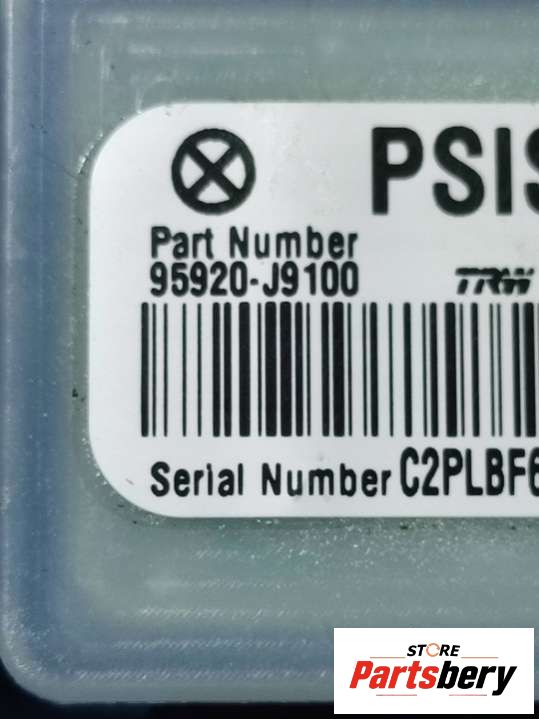 PSIS
Part Number
95920-J9100
TRW
Serial Number C2PLBF6
STORE
Partsbery